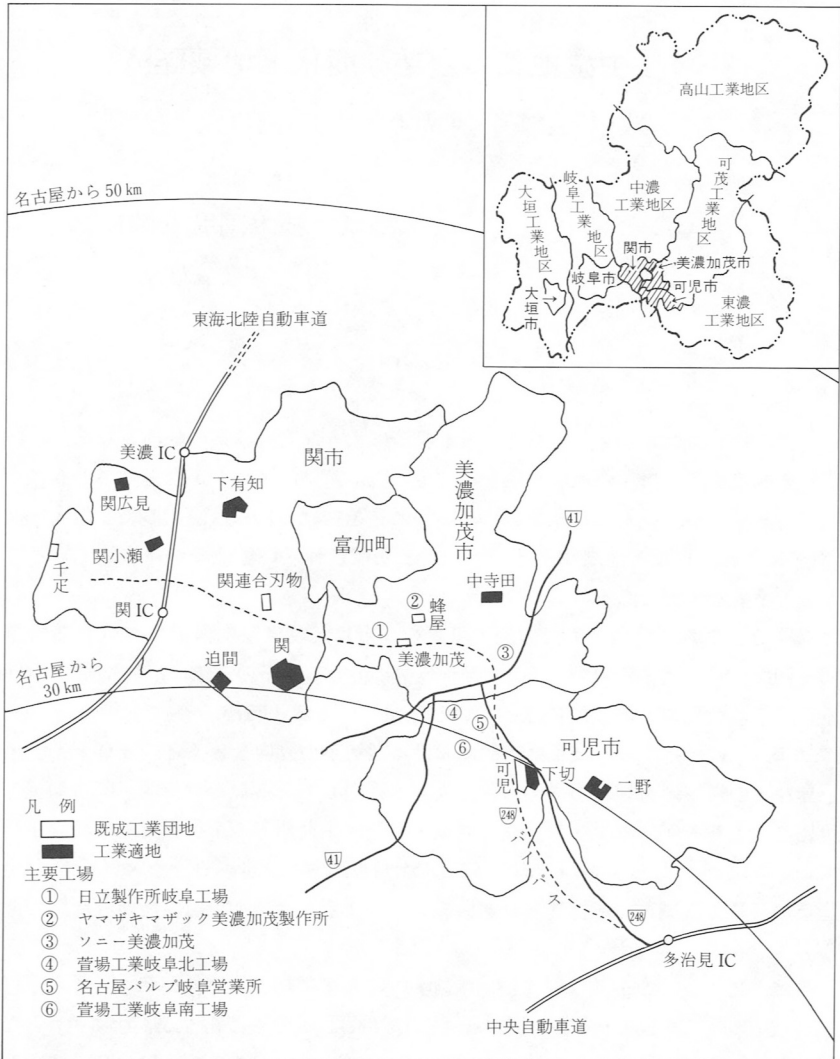 高山工業地区
可茂工業地区
中濃
工業地区
岐阜工業地区
大垣工業地区
関市
美濃加茂市
岐阜市
可児市
大垣市
東濃
工業地区
名古屋から 50 km
東海北陸自動車道
美濃 IC
関市
美濃加茂市
関広見
下有知
41
富加町
関小瀬
千疋
中寺田
関連合刃物
②
蜂屋
関 IC
①
③
美濃加茂
迫間
関
名古屋から
30 km
④
⑤
可児市
⑥
可児
下切
二野
凡 例
既成工業団地
工業適地
248
バイパス
主要工場
41
① 日立製作所岐阜工場
② ヤマザキマザック美濃加茂製作所
248
③ ソニー美濃加茂
④ 萱場工業岐阜北工場
多治見 IC
⑤ 名古屋パルプ岐阜営業所
⑥ 萱場工業岐阜南工場
中央自動車道